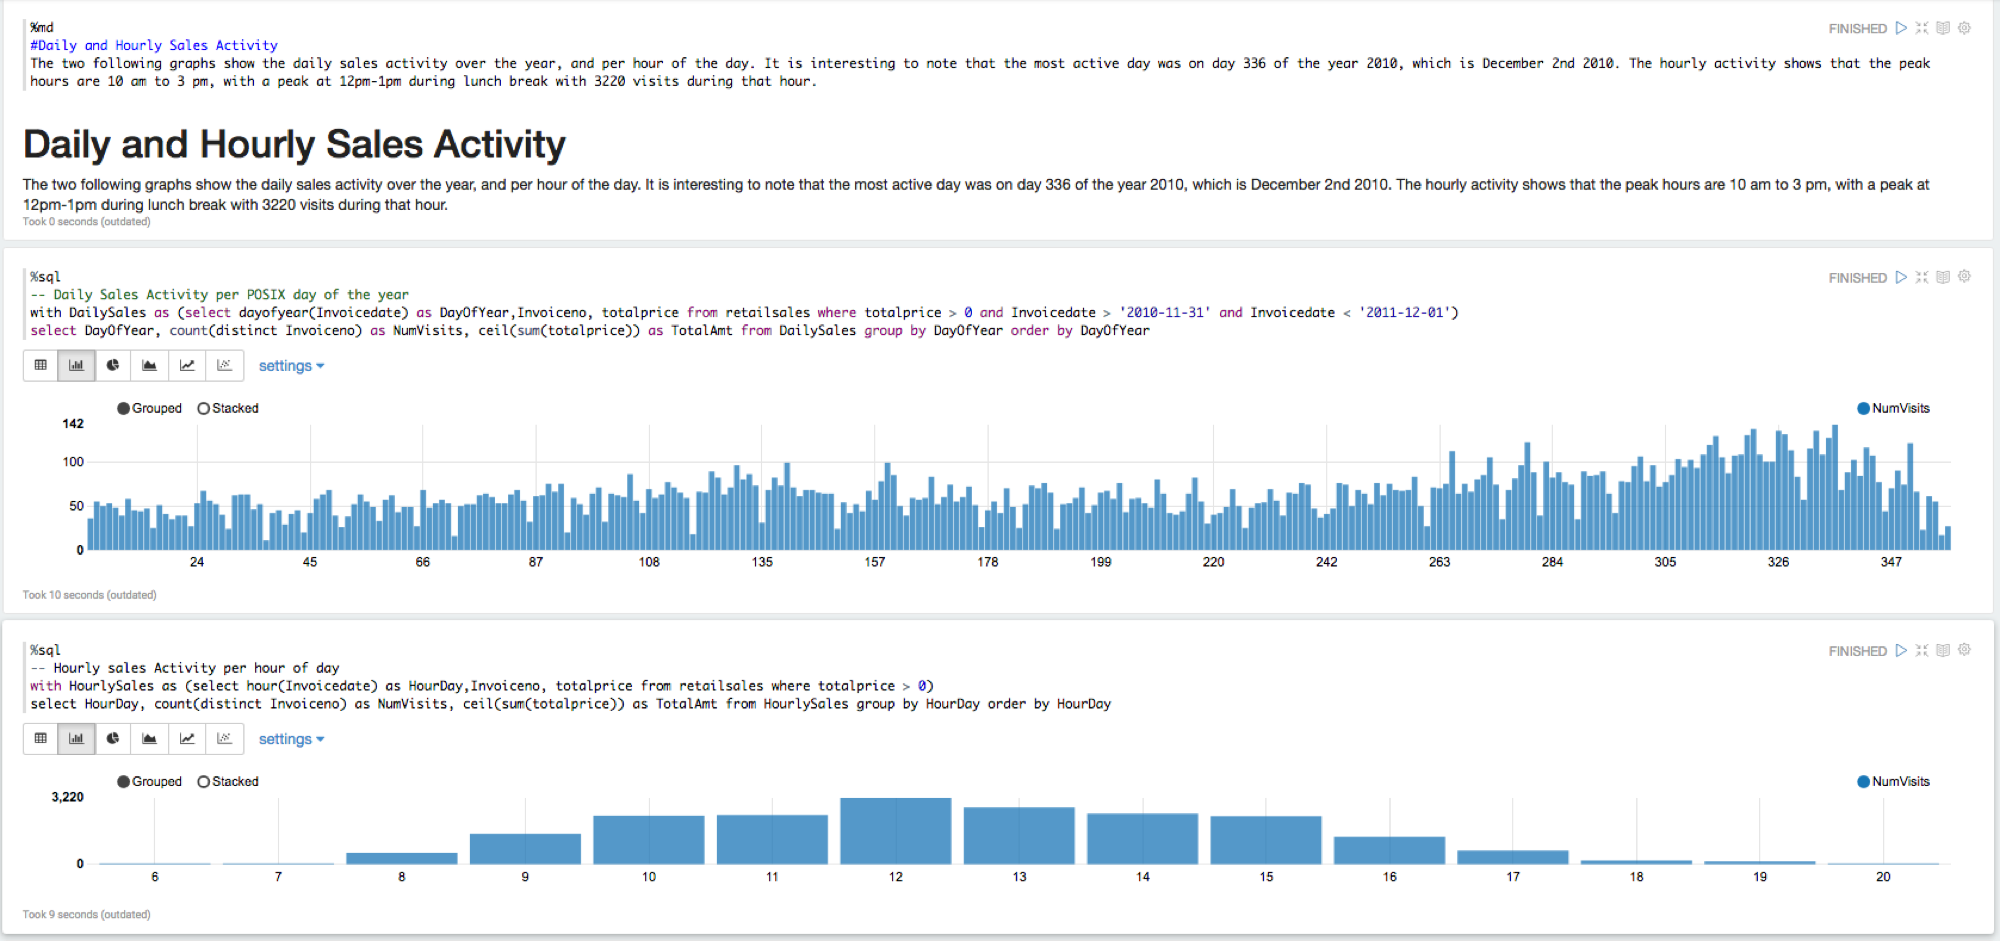 %md
FINISHED
#Daily and Hourly Sales Activity
The two following graphs show the daily sales activity over the year, and per hour of the day. It is interesting to note that the most active day was on day 336 of the year 2010, which is December 2nd 2010. The hourly activity shows that the peak
hours are 10 am to 3 pm, with a peak at 12pm-1pm during lunch break with 3220 visits during that hour.
Daily and Hourly Sales Activity
The two following graphs show the daily sales activity over the year, and per hour of the day. It is interesting to note that the most active day was on day 336 of the year 2010, which is December 2nd 2010. The hourly activity shows that the peak hours are 10 am to 3 pm, with a peak at
12pm-1pm during lunch break with 3220 visits during that hour.
Took 0 seconds (outdated)
%sql
FINISHED
-- Daily Sales Activity per POSIX day of the year
with DailySales as (select dayofyear(Invoicedate) as DayOfYear,Invoiceno, totalprice from retailsales where totalprice > 0 and Invoicedate > '2010-11-31' and Invoicedate < '2011-12-01')
select DayOfYear, count(distinct Invoiceno) as NumVisits, ceil(sum(totalprice)) as TotalAmt from DailySales group by DayOfYear order by DayOfYear
settings
Grouped Stacked NumVisits
142
100
50
0
24 45 66 87 108 135 157 178 199 220 242 263 284 305 326 347
Took 10 seconds (outdated)
%sql
FINISHED
-- Hourly sales Activity per hour of day
with HourlySales as (select hour(Invoicedate) as HourDay,Invoiceno, totalprice from retailsales where totalprice > 0)
select HourDay, count(distinct Invoiceno) as NumVisits, ceil(sum(totalprice)) as TotalAmt from HourlySales group by HourDay order by HourDay
settings
Grouped Stacked NumVisits
3,220
0
6 7 8 9 10 11 12 13 14 15 16 17 18 19 20
Took 9 seconds (outdated)